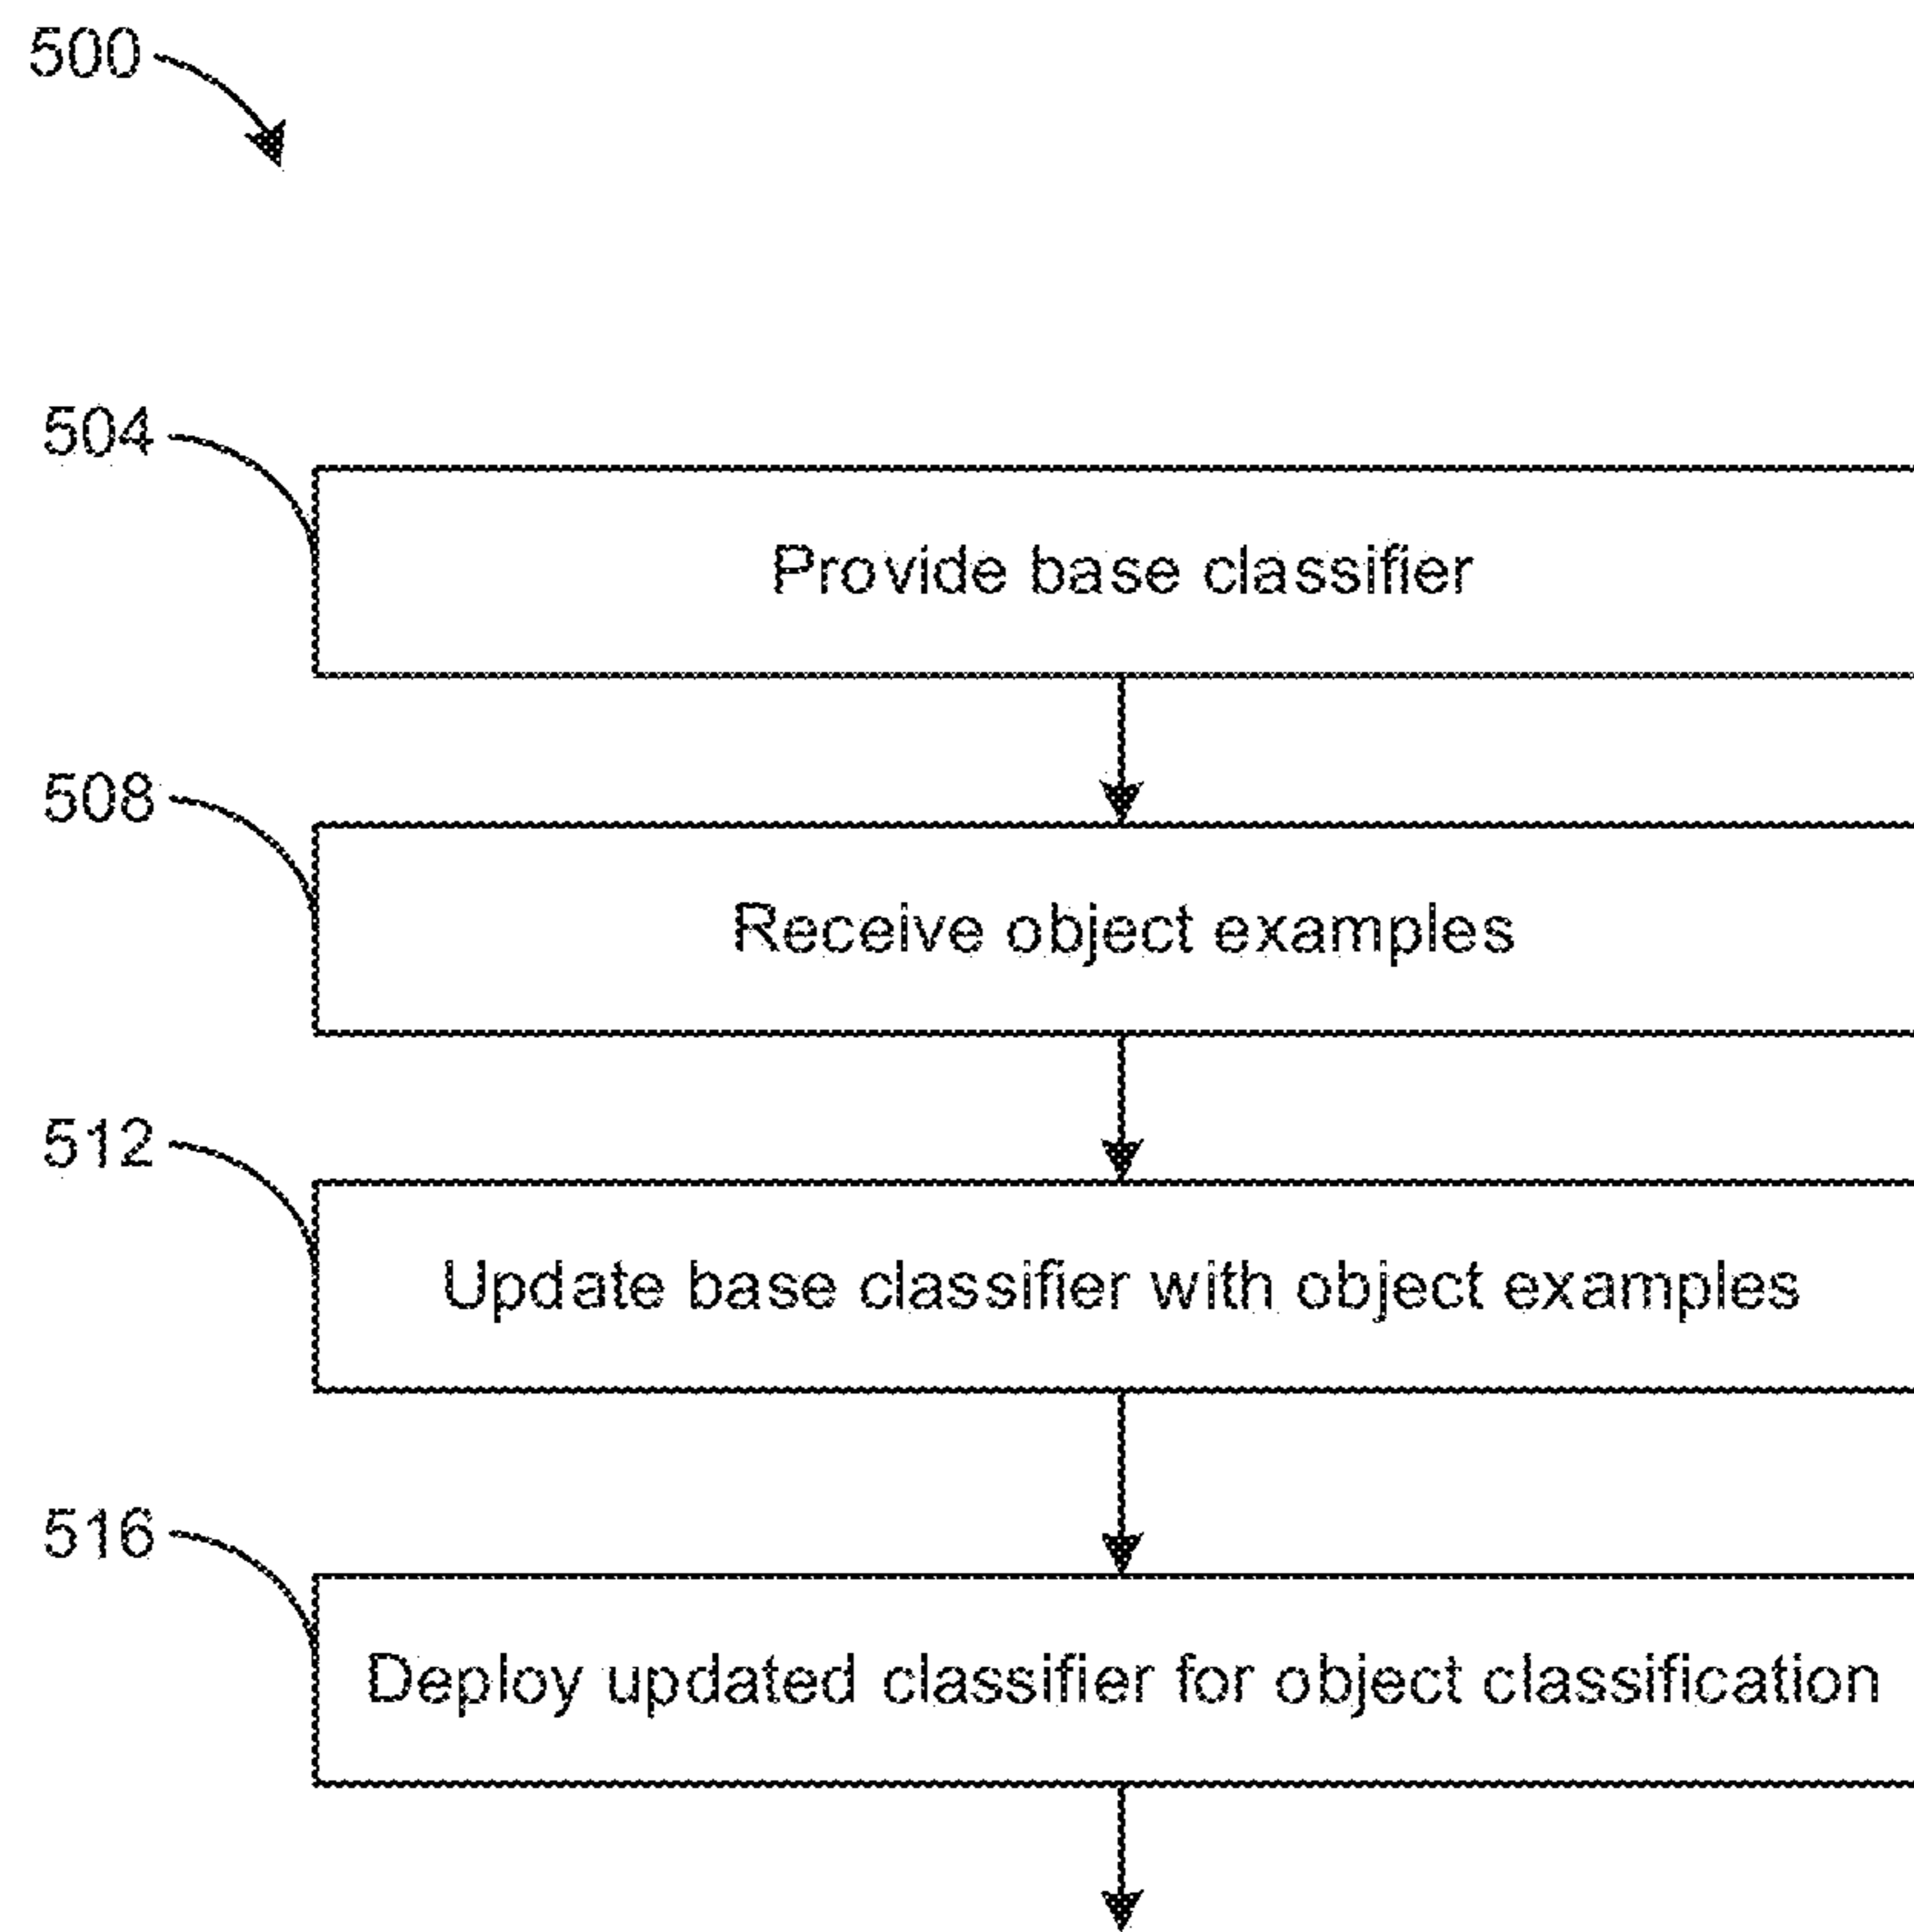 500
504
Provide base classifier
508
Receive object examples
512
Update base classifier with object examples
516
Deploy updated classifier for object classification